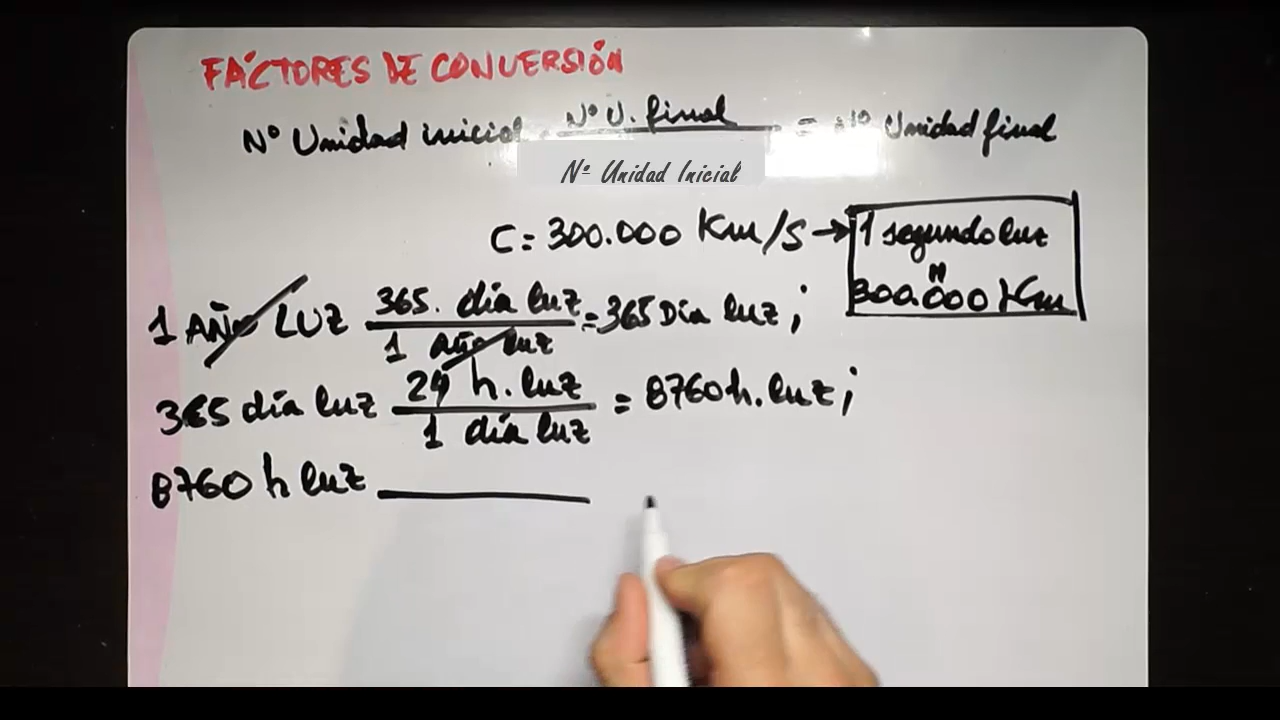 FÁCTORES DE CONVERSIÓN
Nº Unidad inicial . Nº U. final = Nº Unidad final
Nº Unidad Inicial
C = 300.000 Km/s → 1 segundo luz
300.000 Km
1 AÑO LUZ 365. día luz = 365 Día luz ;
1 año luz
365 día luz 24 h. luz = 8760 h. luz ;
1 día luz
8760 h luz